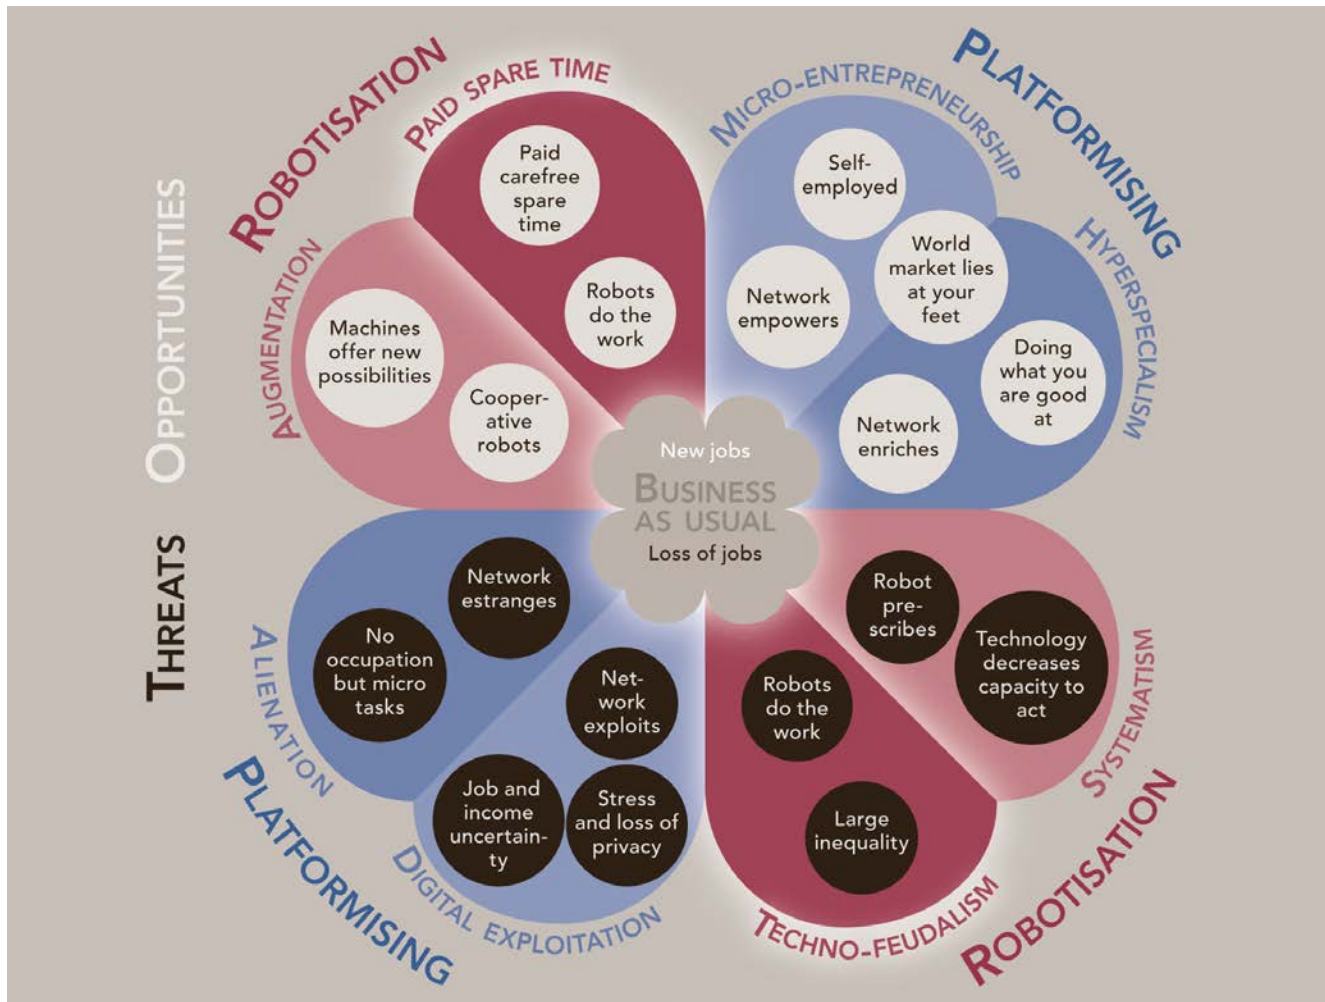 OPPORTUNITIES
THREATS
ROBOTISATION
PAID SPARE TIME
Paid
carefree
spare
time
Robots
do the
work
AUGMENTATION
Machines
offer new
possibilities
Cooper-
ative
robots
PLATFORMISING
MICRO-ENTREPRENEURSHIP
Self-
employed
Network
empowers
World
market lies
at your
feet
HYPERSPECIALISM
Doing
what you
are good
at
Network
enriches
New jobs
BUSINESS
AS USUAL
Loss of jobs
ALIENATION
Network
estranges
No
occupation
but micro
tasks
PLATFORMISING
DIGITAL EXPLOITATION
Net-
work
exploits
Job and
income
uncertain-
ty
Stress
and loss of
privacy
SYSTEMATISM
Robot
pre-
scribes
Technology
decreases
capacity to
act
TECHNO-FEUDALISM
Robots
do the
work
Large
inequality
ROBOTISATION